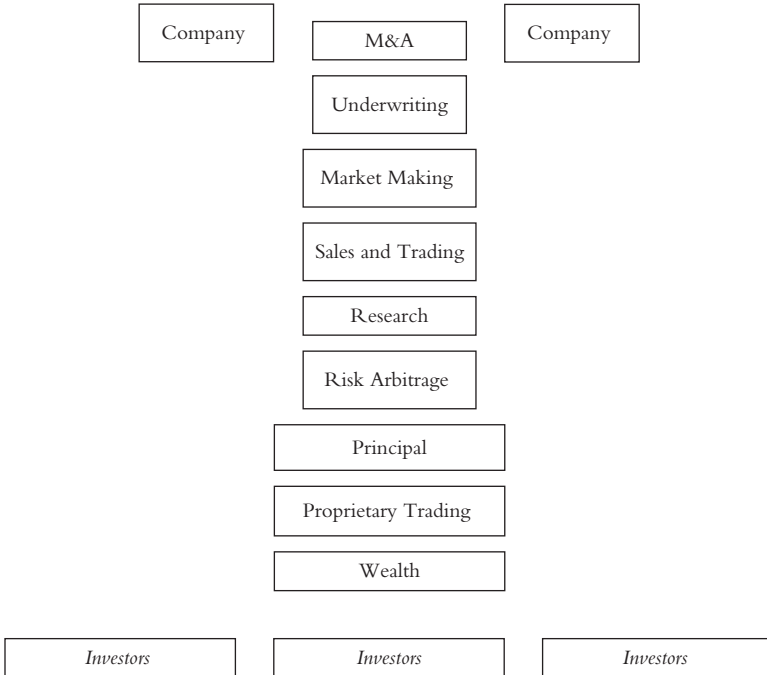 Company
M&A
Company
Underwriting
Market Making
Sales and Trading
Research
Risk Arbitrage
Principal
Proprietary Trading
Wealth
Investors
Investors
Investors